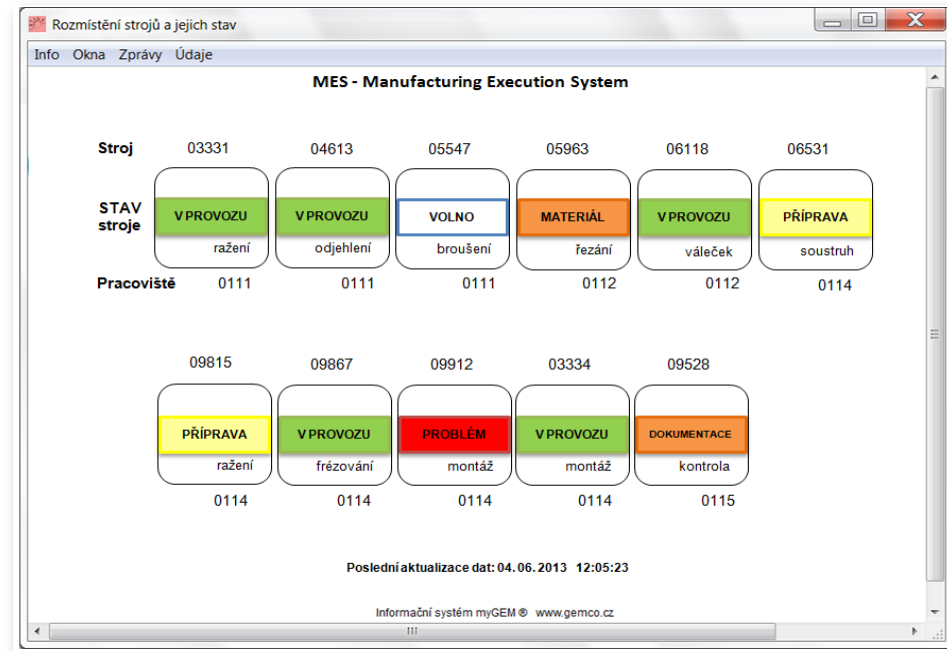 Rozmístění strojů a jejich stav
Info Okna Zprávy Údaje
MES - Manufacturing Execution System
Stroj 03331 04613 05547 05963 06118 06531
STAV stroje V PROVOZU V PROVOZU VOLNO MATERIÁL V PROVOZU PŘÍPRAVA
ražení odjehlení broušení řezání váleček soustruh
Pracoviště 0111 0111 0111 0112 0112 0114
09815 09867 09912 03334 09528
PŘÍPRAVA V PROVOZU PROBLÉM V PROVOZU DOKUMENTACE
ražení frézování montáž montáž kontrola
0114 0114 0114 0114 0115
Poslední aktualizace dat: 04.06.2013 12:05:23
Informační systém myGEM ® www.gemco.cz